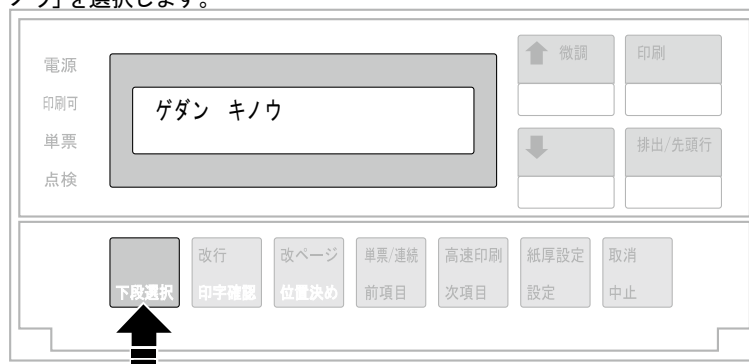 ノウ」を選択します。
電源
印刷可
単票
点検
ゲダン キノウ
微調
印刷
排出/先頭行
下段選択
改行
印字確認
改ページ
位置決め
単票/連続
前項目
高速印刷
次項目
紙厚設定
設定
取消
中止